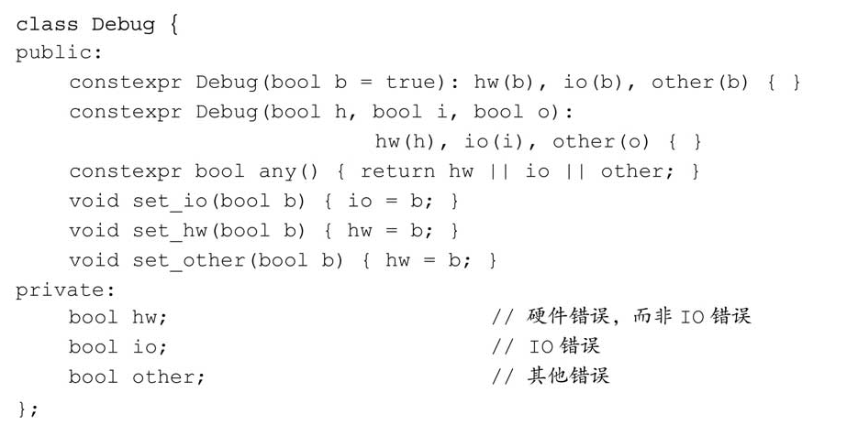 class Debug {
public:
    constexpr Debug(bool b = true): hw(b), io(b), other(b) { }
    constexpr Debug(bool h, bool i, bool o):
                            hw(h), io(i), other(o) { }
    constexpr bool any() { return hw || io || other; }
    void set_io(bool b) { io = b; }
    void set_hw(bool b) { hw = b; }
    void set_other(bool b) { hw = b; }
private:
    bool hw;                // 硬件错误，而非 IO 错误
    bool io;                // IO 错误
    bool other;             // 其他错误
};